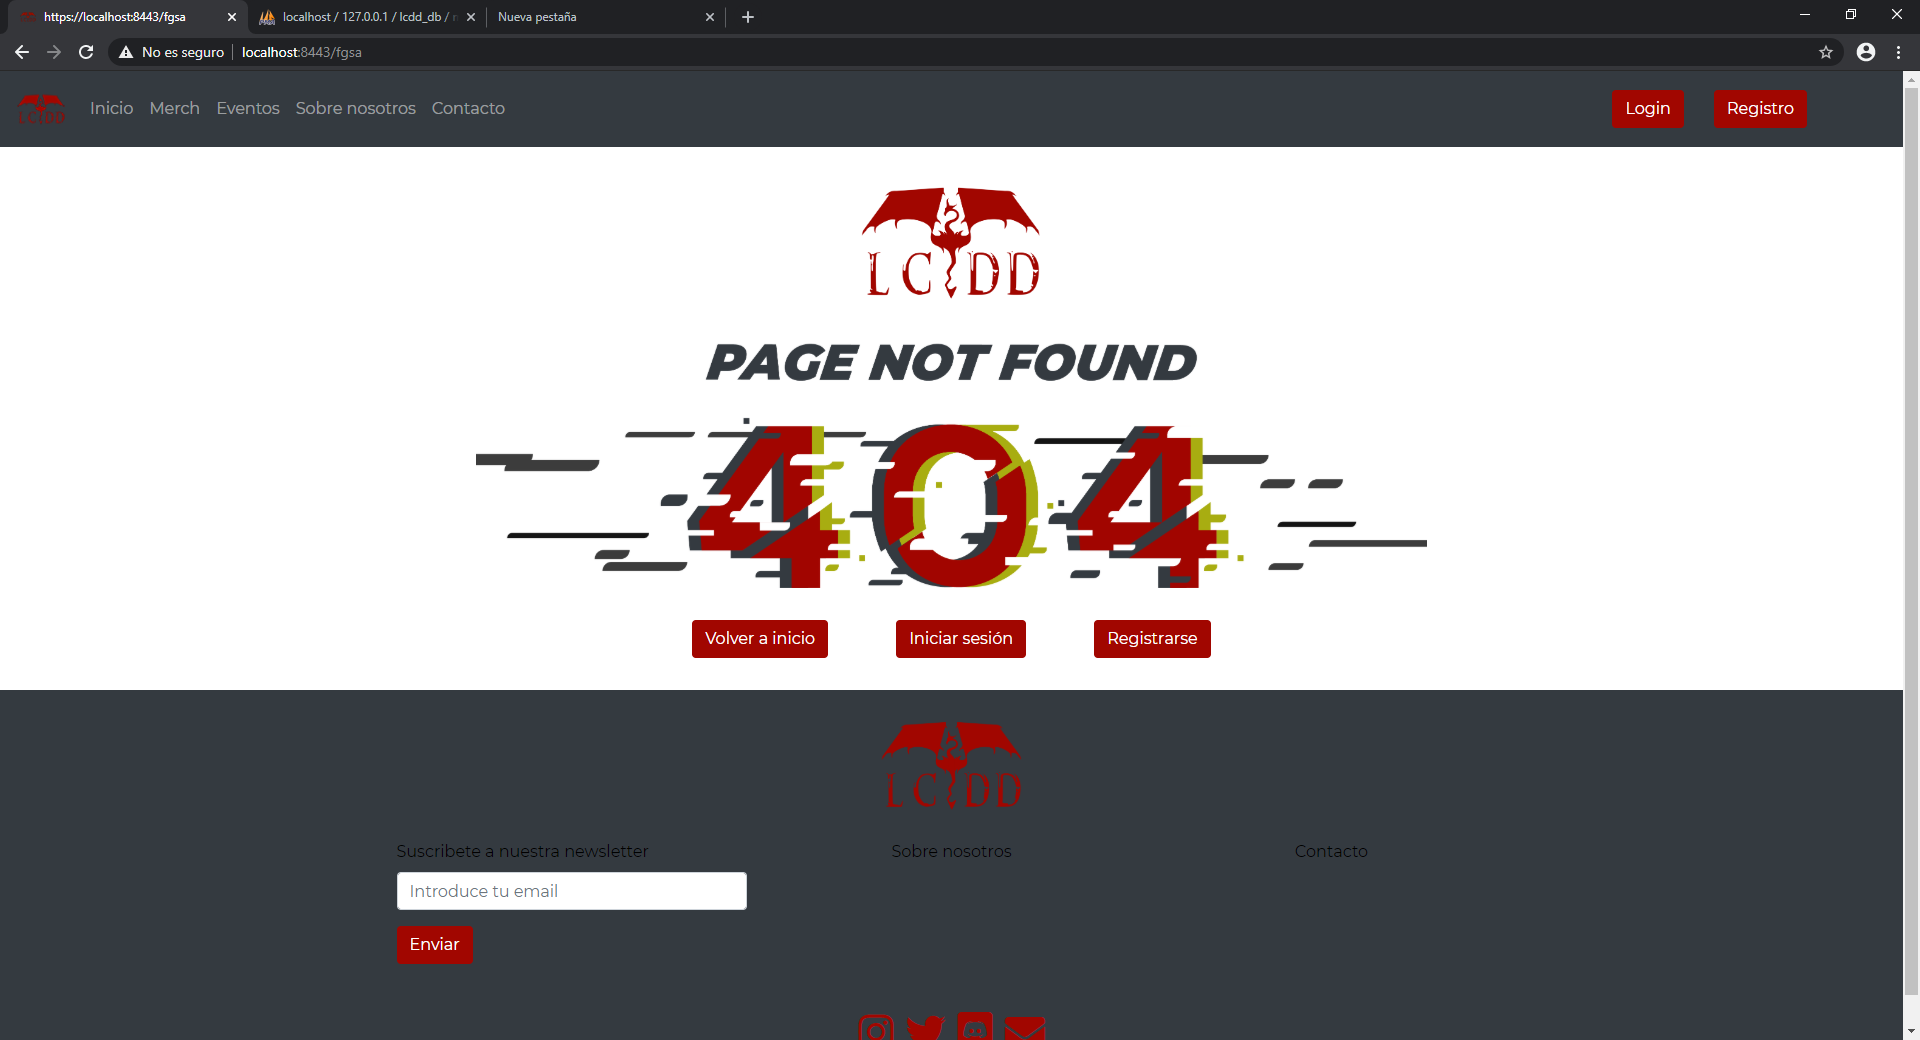 https://localhost:8443/fgsa
localhost / 127.0.0.1 / lcdd_db /
Nueva pestaña
No es seguro
localhost:8443/fgsa
LCDD
Inicio
Merch
Eventos
Sobre nosotros
Contacto
Login
Registro
LCDD
PAGE NOT FOUND
404
Volver a inicio
Iniciar sesión
Registrarse
LCDD
Suscribete a nuestra newsletter
Sobre nosotros
Contacto
Introduce tu email
Enviar